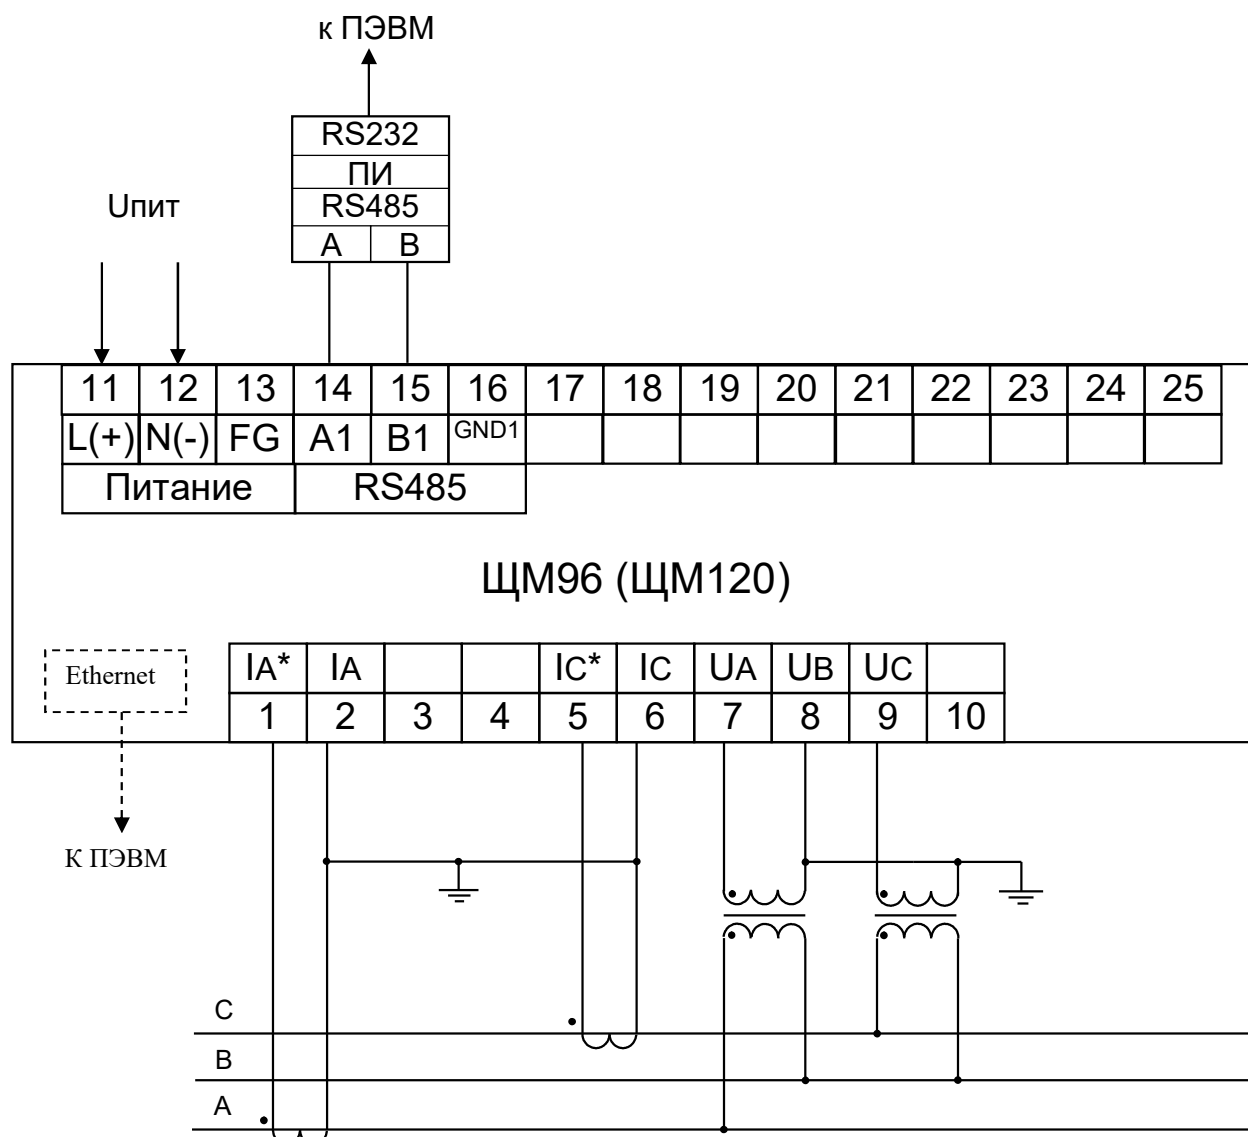 к ПЭВМ
RS232
ПИ
RS485
A B
Uпит
11 12 13 14 15 16 17 18 19 20 21 22 23 24 25
L(+) N(-) FG A1 B1 GND1
Питание RS485
ЩМ96 (ЩМ120)
Ethernet
IA* IA IC* IC UA UB UC
1 2 3 4 5 6 7 8 9 10
К ПЭВМ
C
B
A